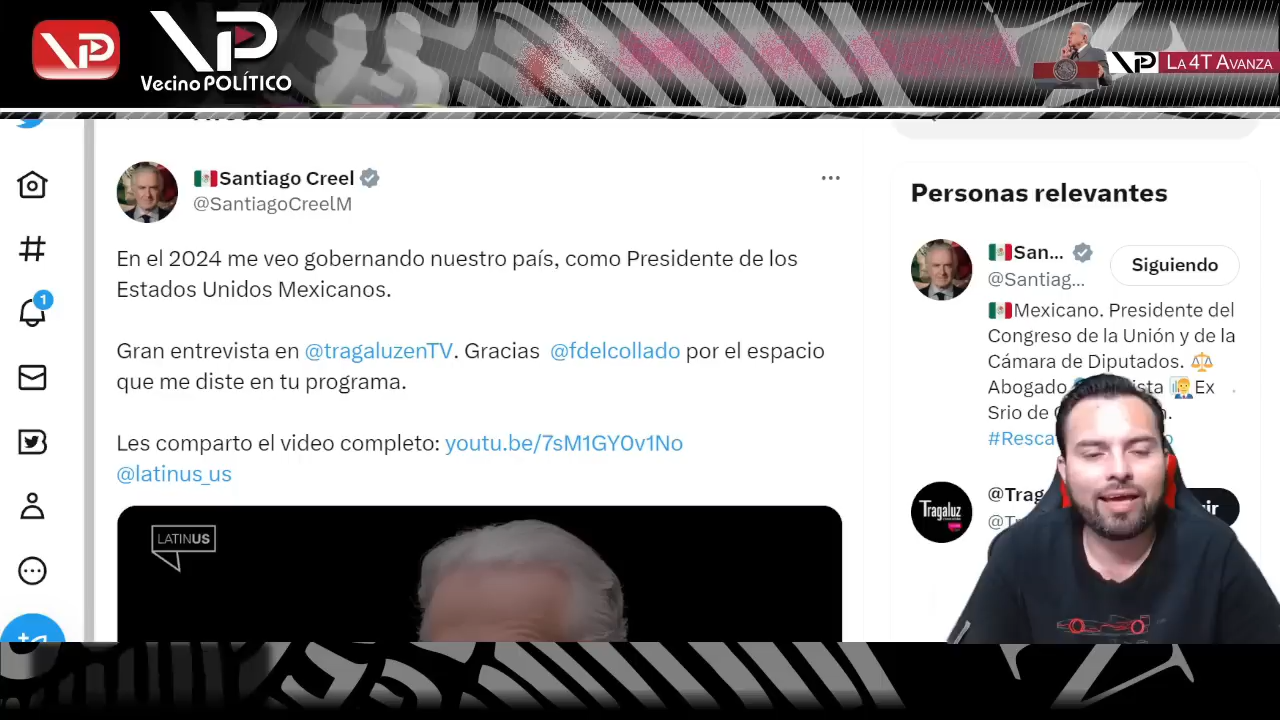 VP
VP
Vecino POLÍTICO
VP
LA 4T AVANZA
Santiago Creel
@SantiagoCreelM
En el 2024 me veo gobernando nuestro país, como Presidente de los
Estados Unidos Mexicanos.
Gran entrevista en @tragaluzenTV. Gracias @fdelcollado por el espacio
que me diste en tu programa.
Les comparto el video completo: youtu.be/7sM1GY0v1No
@latinus_us
LATINUS
1
Personas relevantes
San...
@Santiag...
Siguiendo
Mexicano. Presidente del
Congreso de la Unión y de la
Cámara de Diputados.
Abogado
Ex
Srio de
#Resca
Tragaluz
@Trag